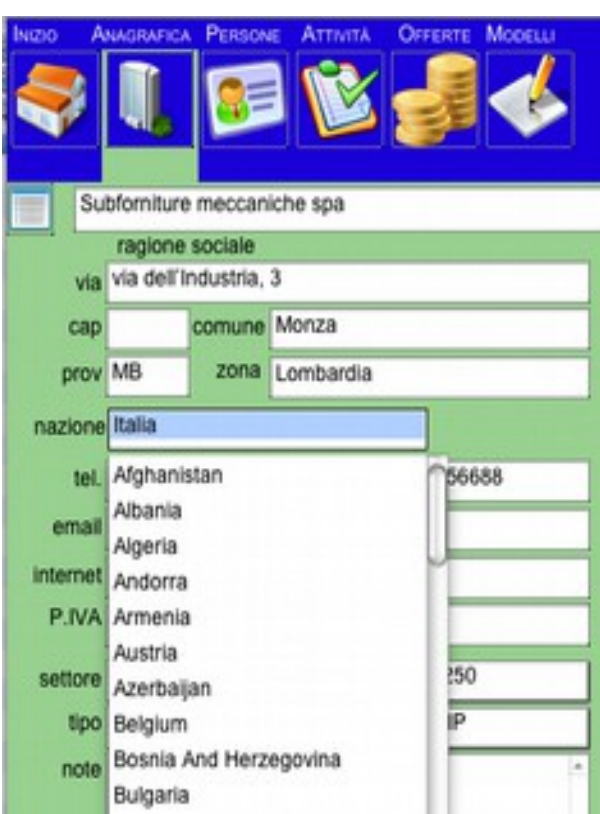 INIZIO ANAGRAFICA PERSONE ATTIVITÀ OFFERTE MODELLI
Subforniture meccaniche spa
ragione sociale
via via dell'Industria, 3
cap comune Monza
prov MB zona Lombardia
nazione Italia
tel. Afghanistan 56688
Albania
email
Algeria
internet Andorra
P.IVA Armenia
Austria
settore 250
Azerbaijan
tipo Belgium IP
note Bosnia And Herzegovina
Bulgaria